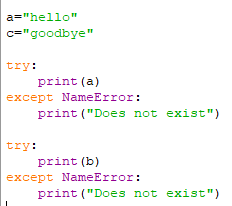 a="hello"
c="goodbye"
try:
    print(a)
except NameError:
    print("Does not exist")
try:
    print(b)
except NameError:
    print("Does not exist")